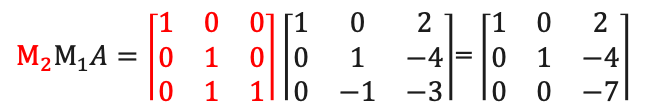 M₂M₁A = [1 0 0; 0 1 0; 0 1 1] [1 0 2; 0 1 −4; 0 −1 −3] = [1 0 2; 0 1 −4; 0 0 −7]